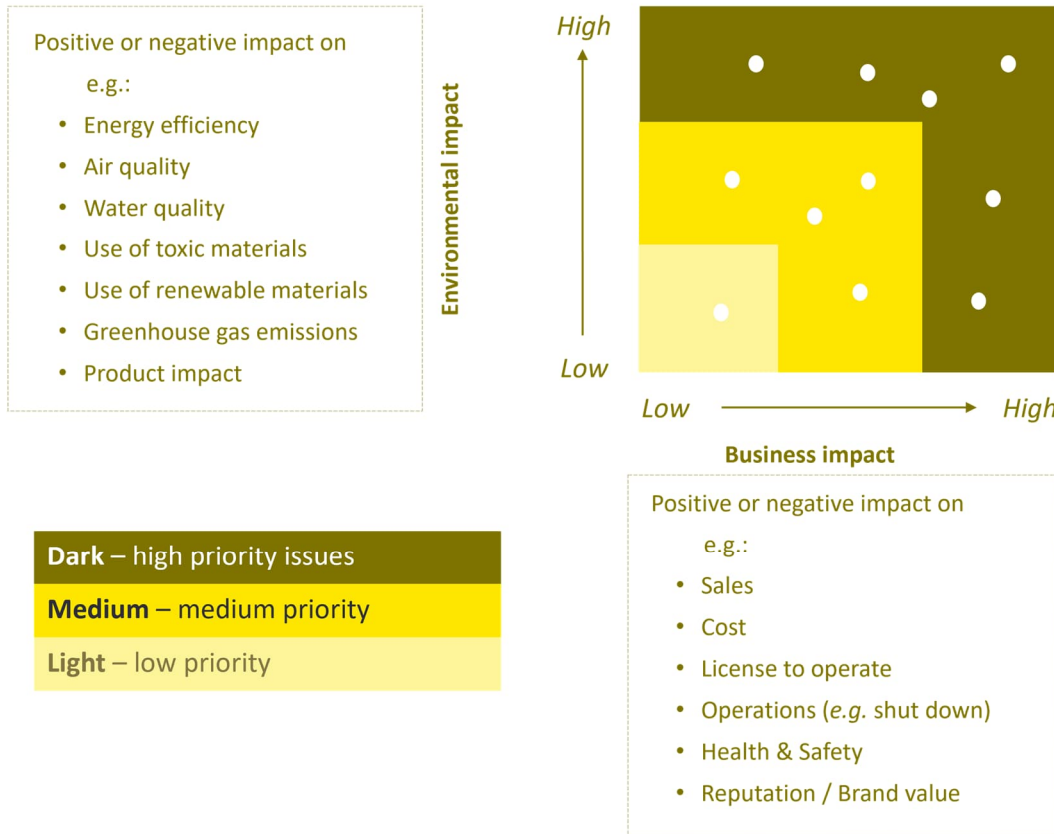 Positive or negative impact on
e.g.:
• Energy efficiency
• Air quality
• Water quality
• Use of toxic materials
• Use of renewable materials
• Greenhouse gas emissions
• Product impact
Environmental impact
High
Low
Low
High
Business impact
Positive or negative impact on
e.g.:
• Sales
• Cost
• License to operate
• Operations (e.g. shut down)
• Health & Safety
• Reputation / Brand value
Dark – high priority issues
Medium – medium priority
Light – low priority